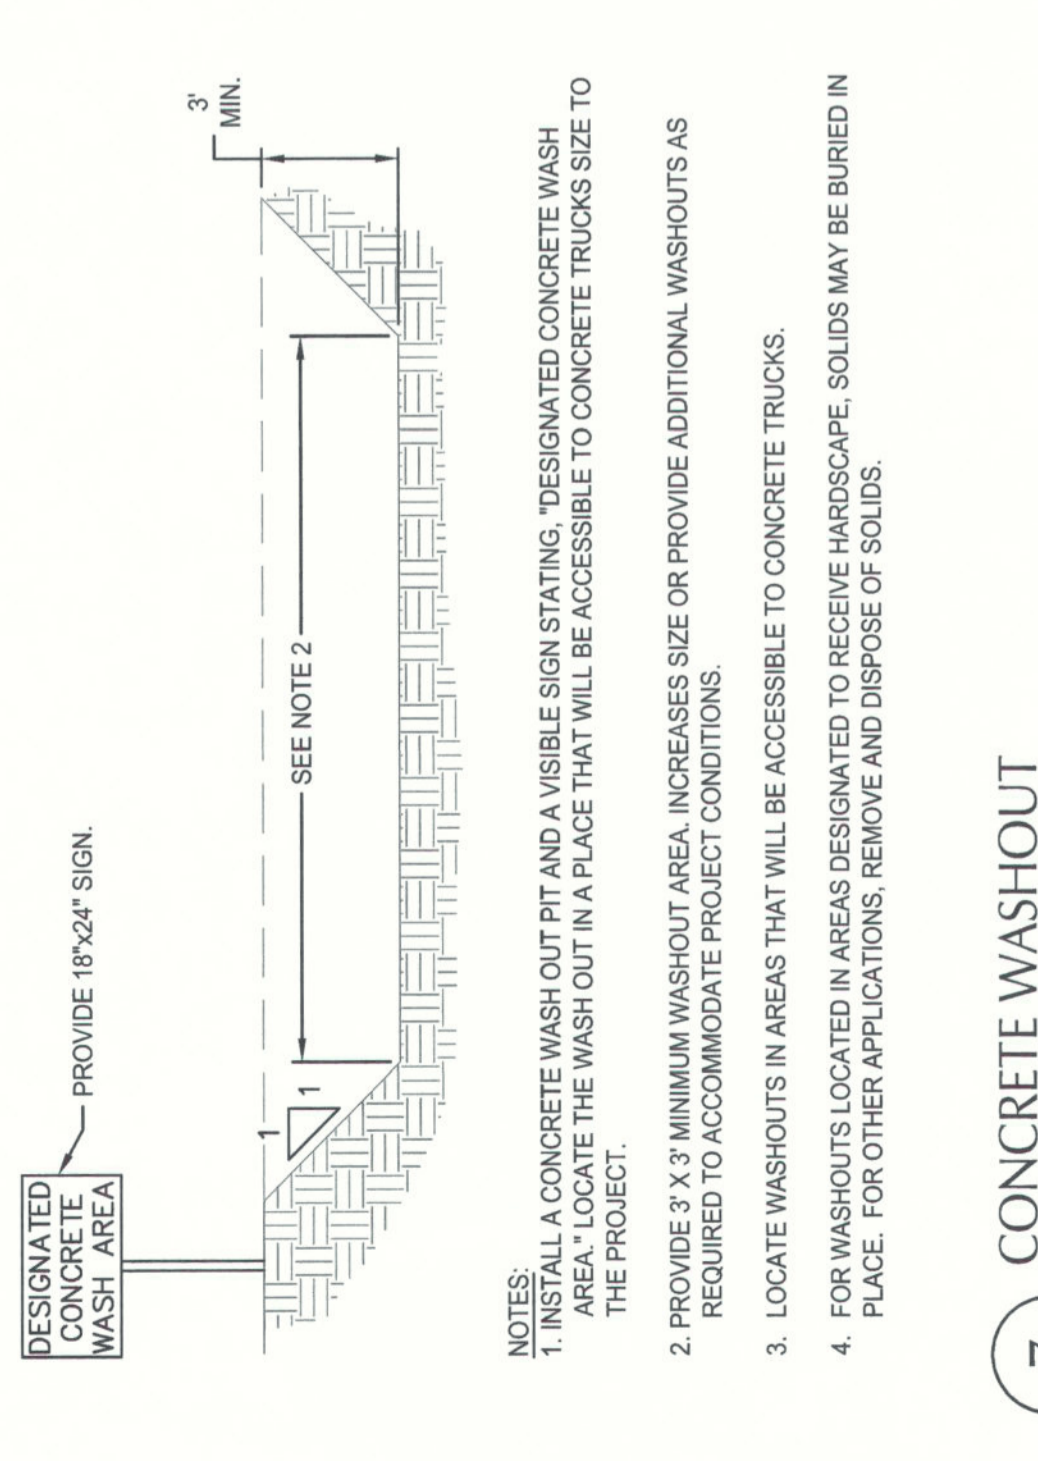 DESIGNATED
CONCRETE
WASH AREA
PROVIDE 18"x24" SIGN.
3'
MIN.
1
1
SEE NOTE 2
NOTES:
1. INSTALL A CONCRETE WASH OUT PIT AND A VISIBLE SIGN STATING, "DESIGNATED CONCRETE WASH
AREA." LOCATE THE WASH OUT IN A PLACE THAT WILL BE ACCESSIBLE TO CONCRETE TRUCKS SIZE TO
THE PROJECT.
2. PROVIDE 3' X 3' MINIMUM WASHOUT AREA. INCREASES SIZE OR PROVIDE ADDITIONAL WASHOUTS AS
REQUIRED TO ACCOMMODATE PROJECT CONDITIONS.
3. LOCATE WASHOUTS IN AREAS THAT WILL BE ACCESSIBLE TO CONCRETE TRUCKS.
4. FOR WASHOUTS LOCATED IN AREAS DESIGNATED TO RECEIVE HARDSCAPE, SOLIDS MAY BE BURIED IN
PLACE. FOR OTHER APPLICATIONS, REMOVE AND DISPOSE OF SOLIDS.
CONCRETE WASHOUT